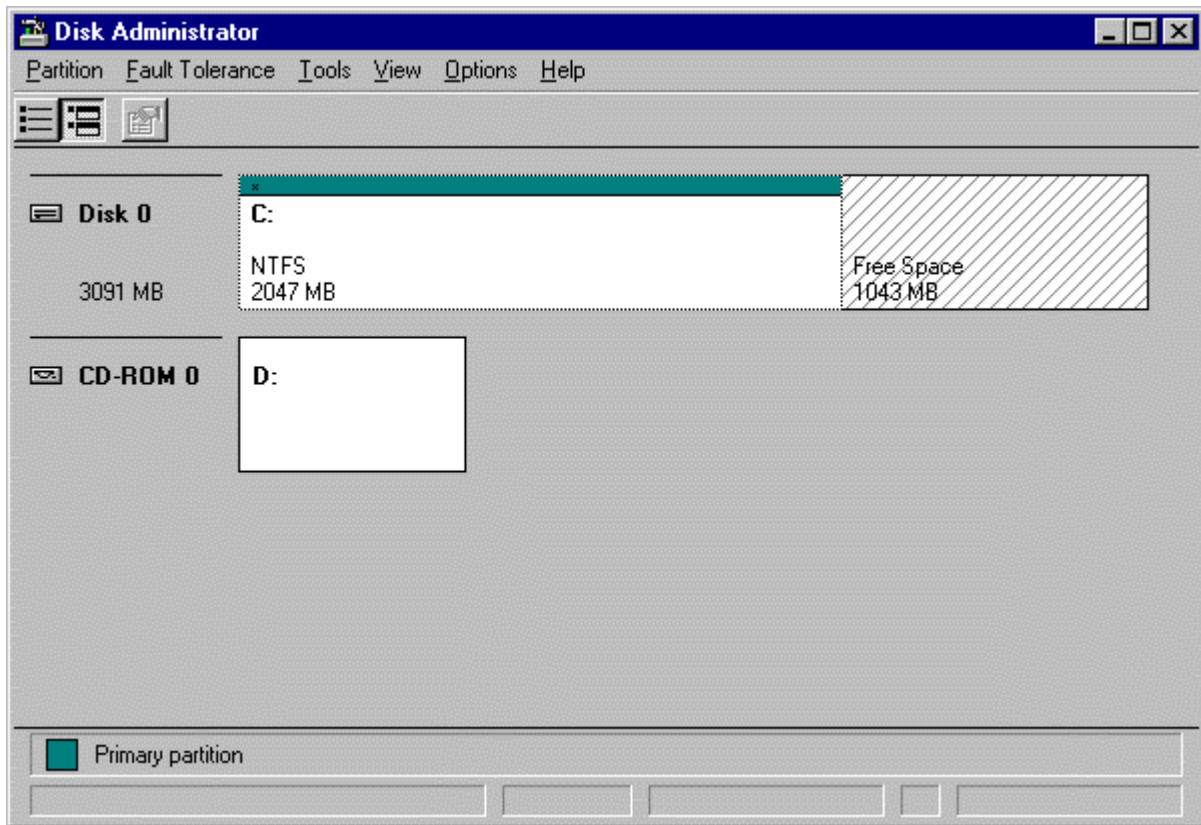 Disk Administrator
Partition Fault Tolerance Tools View Options Help
Disk 0
3091 MB
C:
NTFS
2047 MB
Free Space
1043 MB
CD-ROM 0
D:
Primary partition